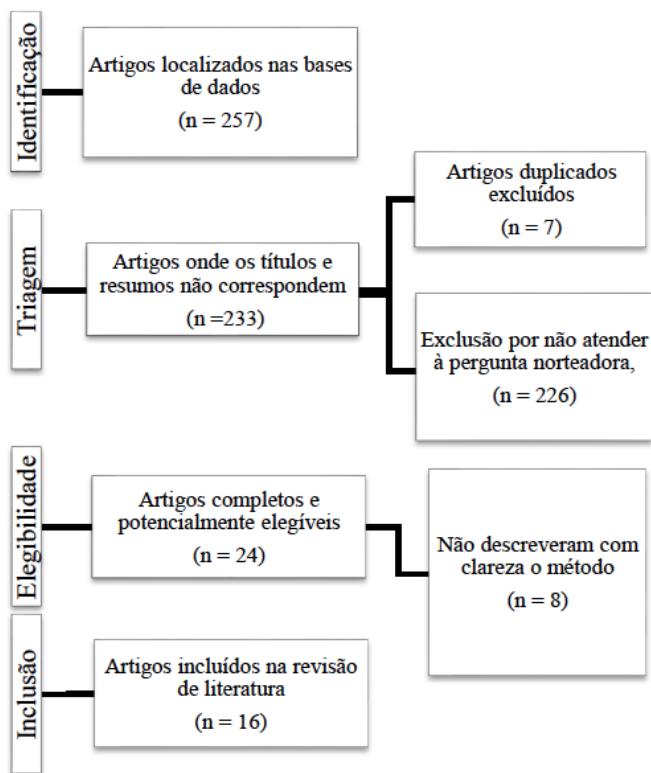 Identificação
Artigos localizados nas bases
de dados
(n = 257)
Triagem
Artigos onde os títulos e
resumos não correspondem
(n =233)
Artigos duplicados
excluídos
(n = 7)
Exclusão por não atender
à pergunta norteadora,
(n = 226)
Elegibilidade
Artigos completos e
potencialmente elegíveis
(n = 24)
Não descreveram com
clareza o método
(n = 8)
Inclusão
Artigos incluídos na revisão
de literatura
(n = 16)